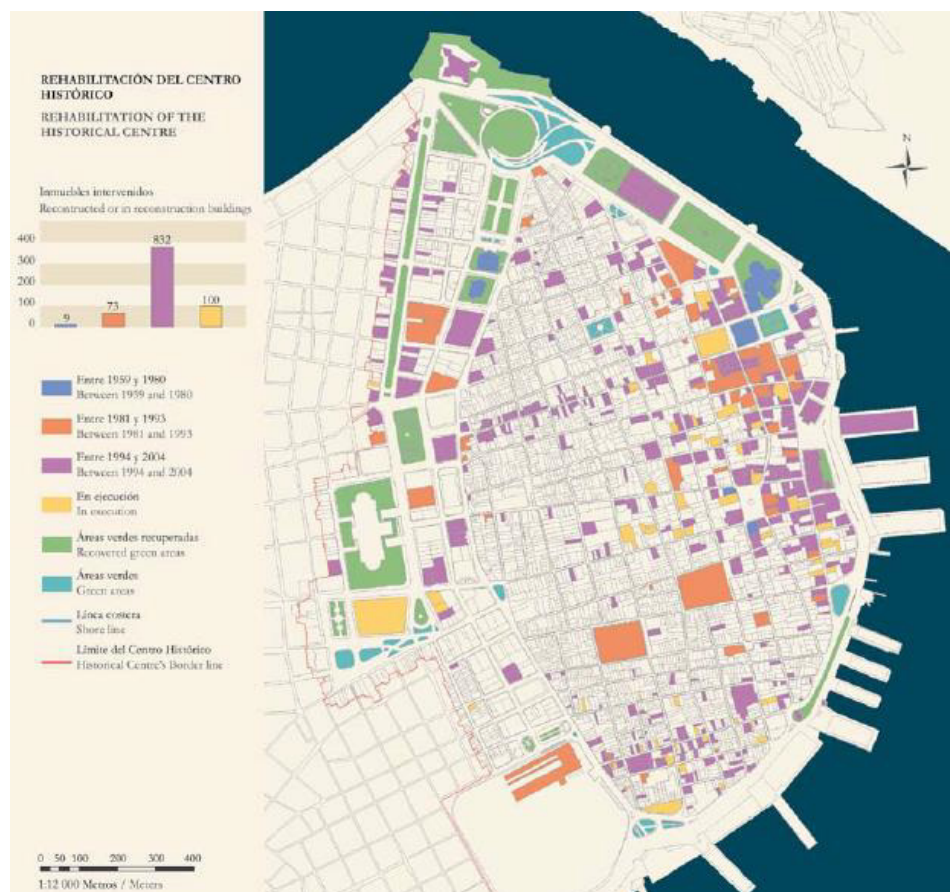 REHABILITACIÓN DEL CENTRO
HISTÓRICO
REHABILITATION OF THE
HISTORICAL CENTRE
Inmuebles intervenidos
Reconstructed or in reconstruction buildings
400
300
200
100
0
9
73
832
100
Entre 1959 y 1980
Between 1959 and 1980
Entre 1981 y 1993
Between 1981 and 1993
Entre 1994 y 2004
Between 1994 and 2004
En ejecución
In execution
Áreas verdes recuperadas
Recovered green areas
Áreas verdes
Green areas
Línea costera
Shore line
Límite del Centro Histórico
Historical Centre's Border line
0 50 100 200 300 400
1:12 000 Metros / Meters
N